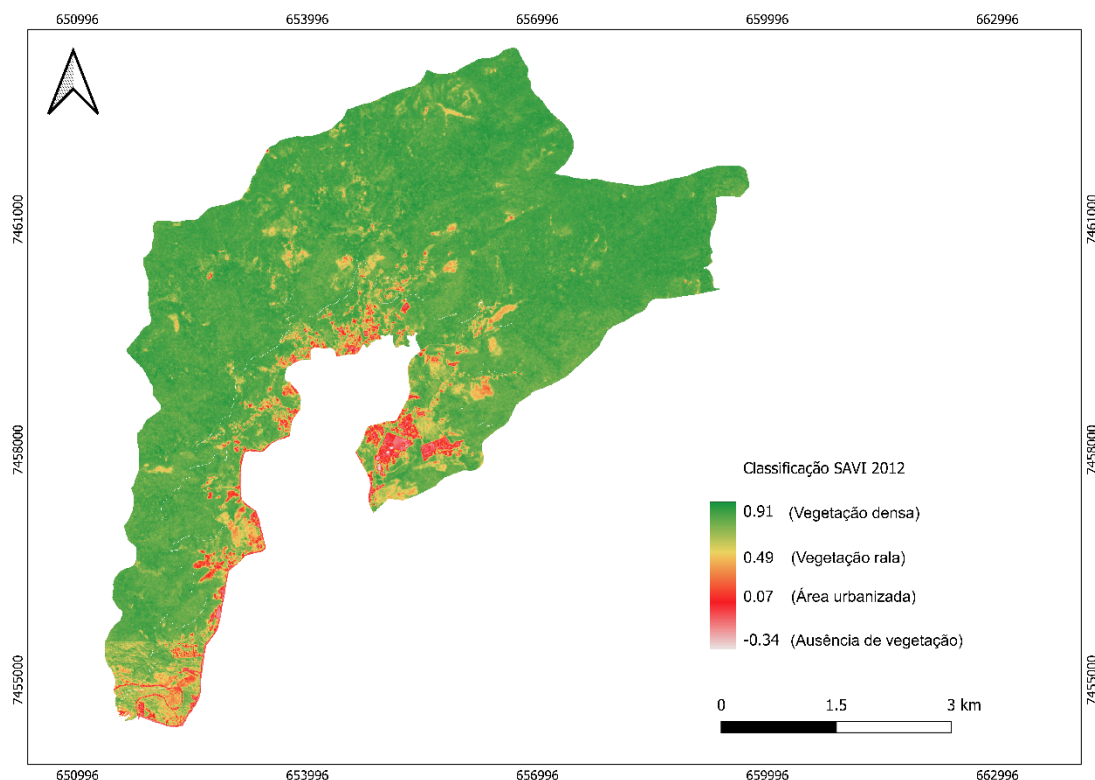 650996 653996 656996 659996 662996
7461000 7461000
7458000 7458000
Classificação SAVI 2012
0.91 (Vegetação densa)
0.49 (Vegetação rala)
0.07 (Área urbanizada)
-0.34 (Ausência de vegetação)
7455000 7455000
0 1.5 3 km
650996 653996 656996 659996 662996